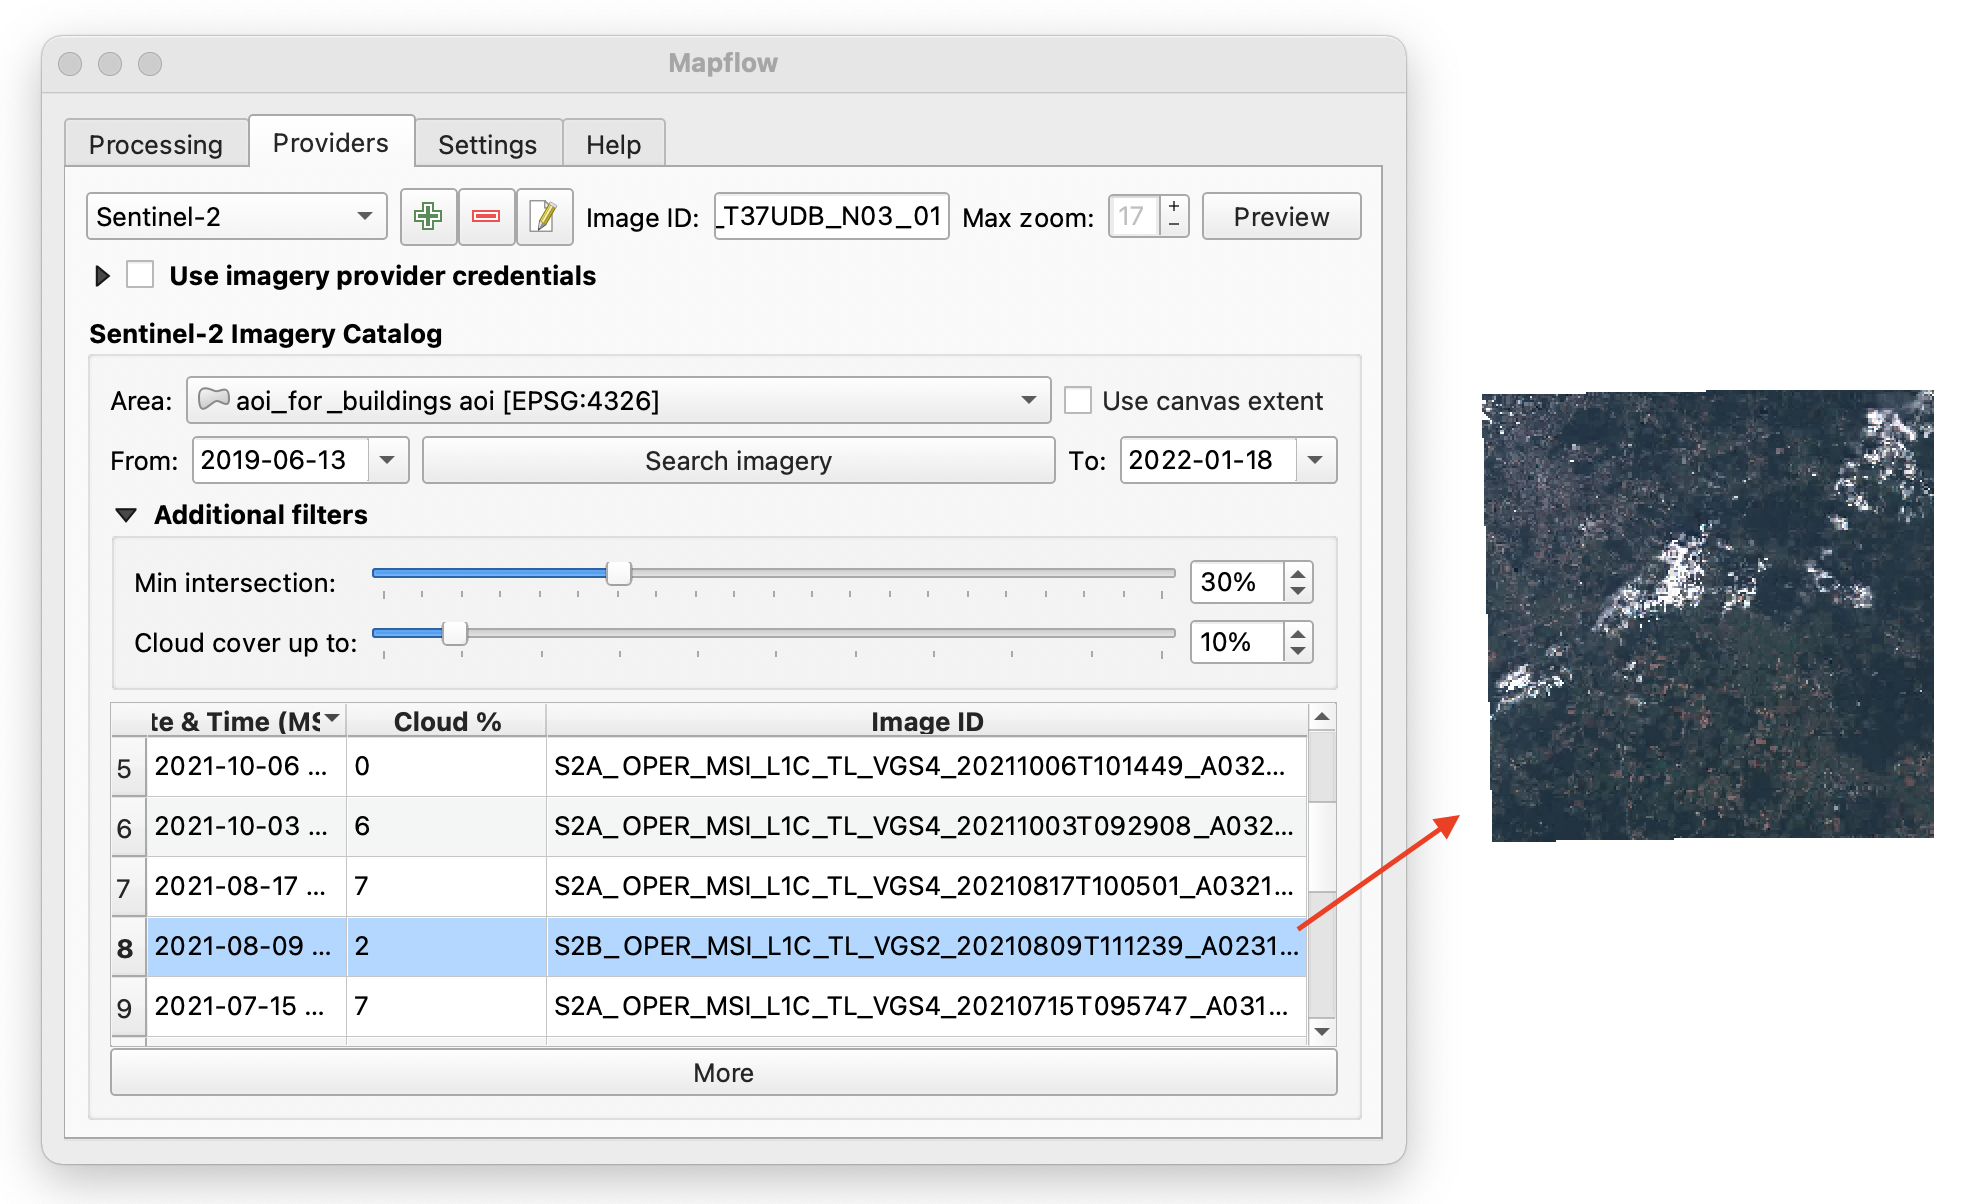 Mapflow
Processing Providers Settings Help
Sentinel-2 Image ID: _T37UDB_N03_01 Max zoom: 17 + − Preview
Use imagery provider credentials
Sentinel-2 Imagery Catalog
Area: aoi_for_buildings aoi [EPSG:4326] Use canvas extent
From: 2019-06-13 Search imagery To: 2022-01-18
Additional filters
Min intersection: 30%
Cloud cover up to: 10%
te & Time (MS Cloud % Image ID
5 2021-10-06 ... 0 S2A_OPER_MSI_L1C_TL_VGS4_20211006T101449_A032...
6 2021-10-03 ... 6 S2A_OPER_MSI_L1C_TL_VGS4_20211003T092908_A032...
7 2021-08-17 ... 7 S2A_OPER_MSI_L1C_TL_VGS4_20210817T100501_A0321...
8 2021-08-09 ... 2 S2B_OPER_MSI_L1C_TL_VGS2_20210809T111239_A0231...
9 2021-07-15 ... 7 S2A_OPER_MSI_L1C_TL_VGS4_20210715T095747_A031...
More